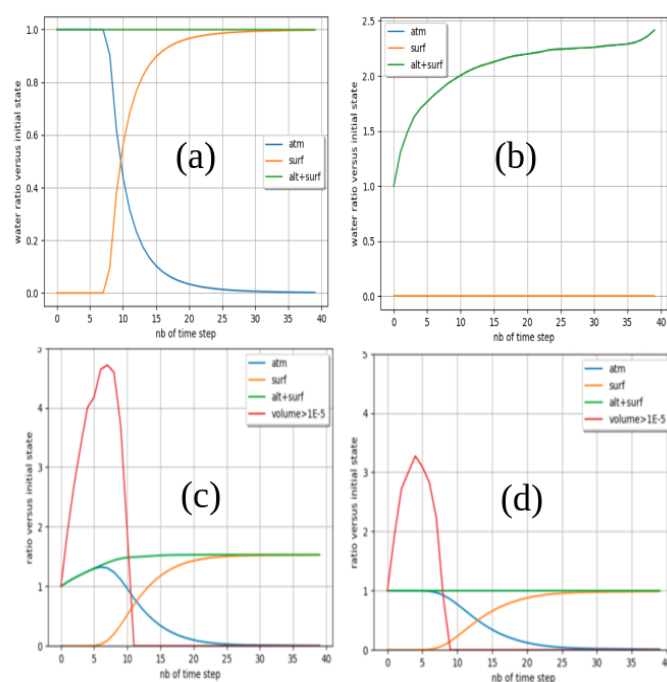 water ratio versus initial state
1.0
0.8
0.6
0.4
0.2
0.0
(a)
atm
surf
alt+surf
0 5 10 15 20 25 30 35 40
nb of time step
water ratio versus initial state
2.5
2.0
1.5
1.0
0.5
0.0
atm
surf
alt+surf
(b)
0 5 10 15 20 25 30 35 40
nb of time step
ratio versus initial state
5
4
3
2
1
0
atm
surf
alt+surf
volume>1E-5
(c)
0 5 10 15 20 25 30 35 40
nb of time step
ratio versus initial state
5
4
3
2
1
0
atm
surf
alt+surf
volume>1E-5
(d)
0 5 10 15 20 25 30 35 40
nb of time step